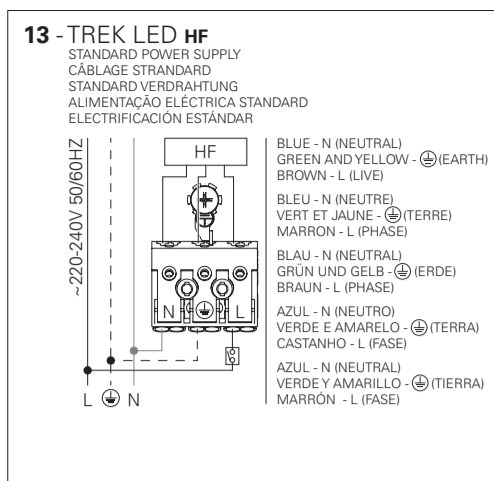 13 - TREK LED HF
STANDARD POWER SUPPLY
CÂBLAGE STRANDARD
STANDARD VERDRAHTUNG
ALIMENTAÇÃO ELÉCTRICA STANDARD
ELECTRIFICACIÓN ESTÁNDAR
~220-240V 50/60HZ
HF
N L
L N
BLUE - N (NEUTRAL)
GREEN AND YELLOW - (EARTH)
BROWN - L (LIVE)
BLEU - N (NEUTRE)
VERT ET JAUNE - (TERRE)
MARRON - L (PHASE)
BLAU - N (NEUTRAL)
GRÜN UND GELB - (ERDE)
BRAUN - L (PHASE)
AZUL - N (NEUTRO)
VERDE E AMARELO - (TERRA)
CASTANHO - L (FASE)
AZUL - N (NEUTRAL)
VERDE Y AMARILLO - (TIERRA)
MARRÓN - L (FASE)